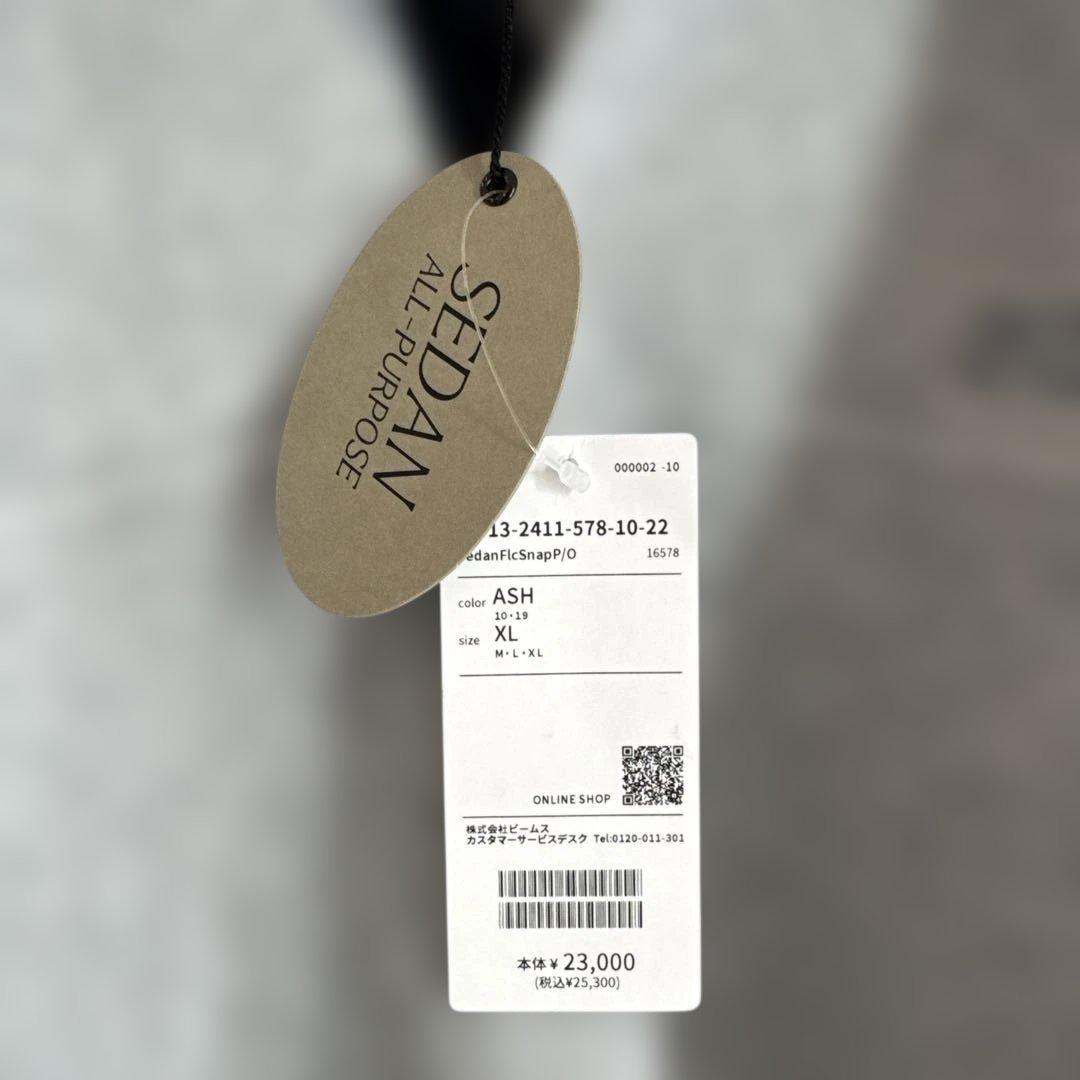 SEDAN
ALL-PURPOSE
000002 -10
13-2411-578-10-22
edanFlcSnapP/O 16578
color ASH
10・19
size XL
M・L・XL
ONLINE SHOP
株式会社ビームス
カスタマーサービスデスク Tel:0120-011-301
本体¥ 23,000
(税込¥25,300)